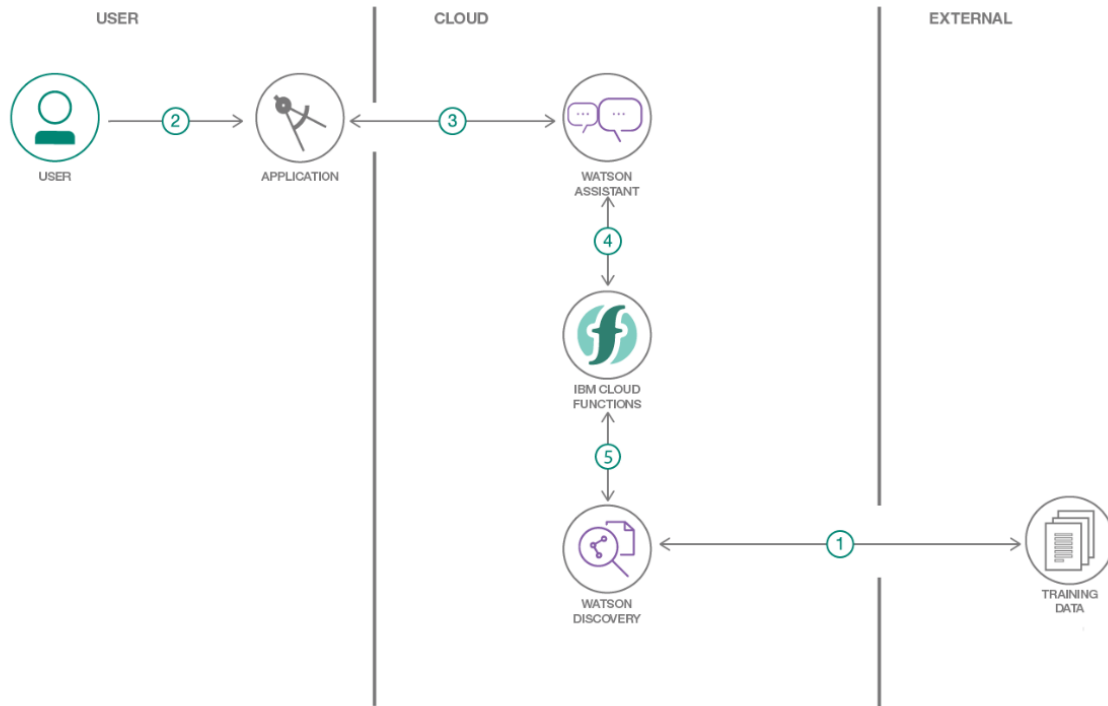 USER
CLOUD
EXTERNAL
2
3
USER
APPLICATION
WATSON
ASSISTANT
4
IBM CLOUD
FUNCTIONS
5
1
WATSON
DISCOVERY
TRAINING
DATA